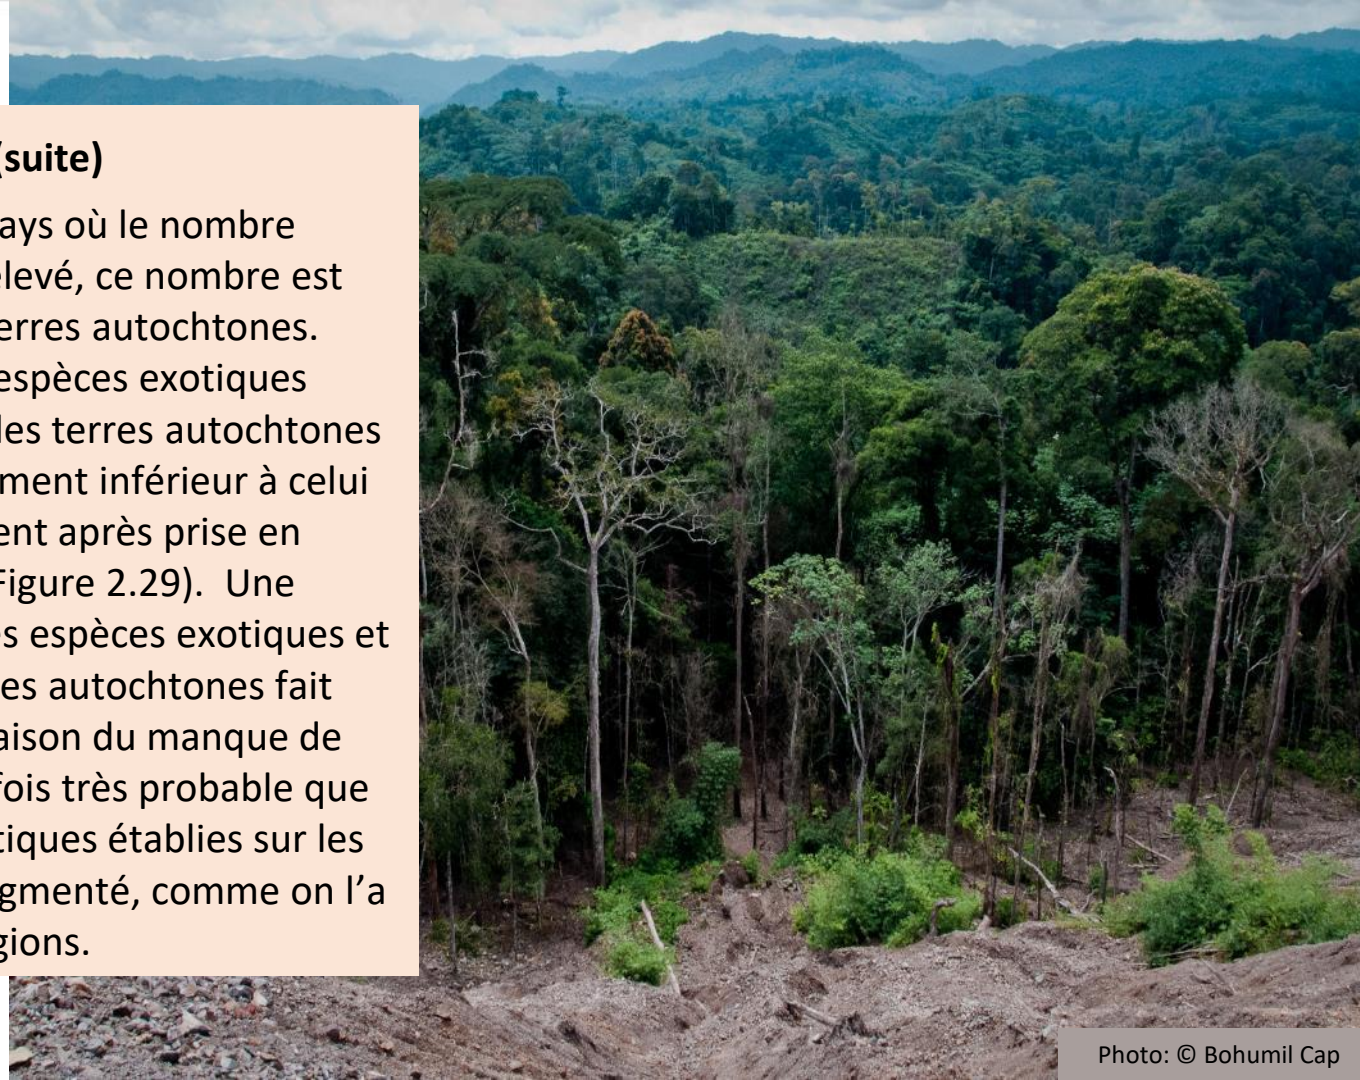 (suite)
ays où le nombre
élevé, ce nombre est
erres autochtones.
espèces exotiques
les terres autochtones
ment inférieur à celui
ent après prise en
Figure 2.29). Une
s espèces exotiques et
es autochtones fait
aison du manque de
fois très probable que
tiques établies sur les
gmenté, comme on l’a
gions.
Photo: © Bohumil Cap